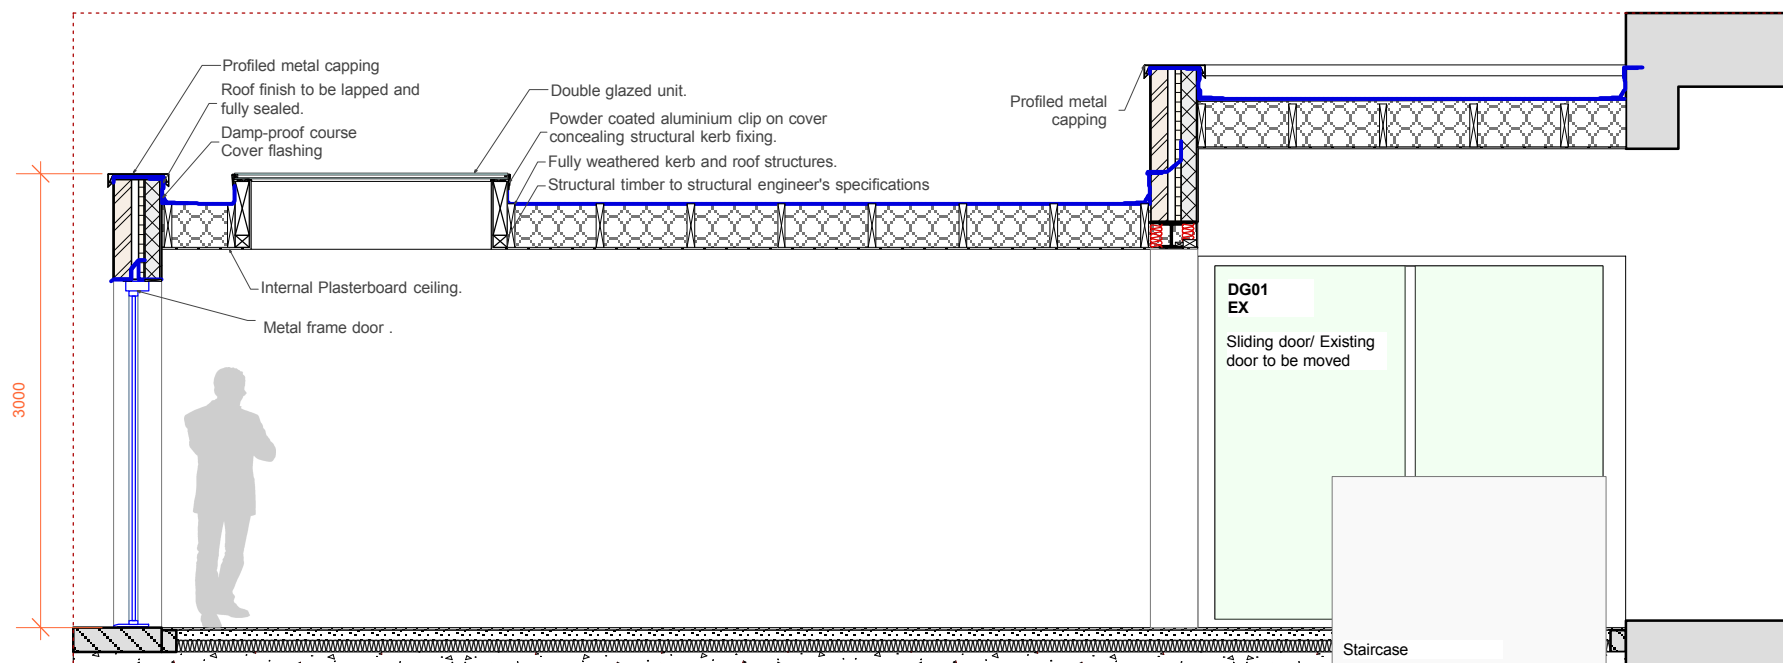 Profiled metal capping
Roof finish to be lapped and
fully sealed.
Damp-proof course
Cover flashing
Double glazed unit.
Powder coated aluminium clip on cover
concealing structural kerb fixing.
Fully weathered kerb and roof structures.
Structural timber to structural engineer's specifications
Profiled metal
capping
Internal Plasterboard ceiling.
Metal frame door .
3000
DG01
EX
Sliding door/ Existing
door to be moved
Staircase